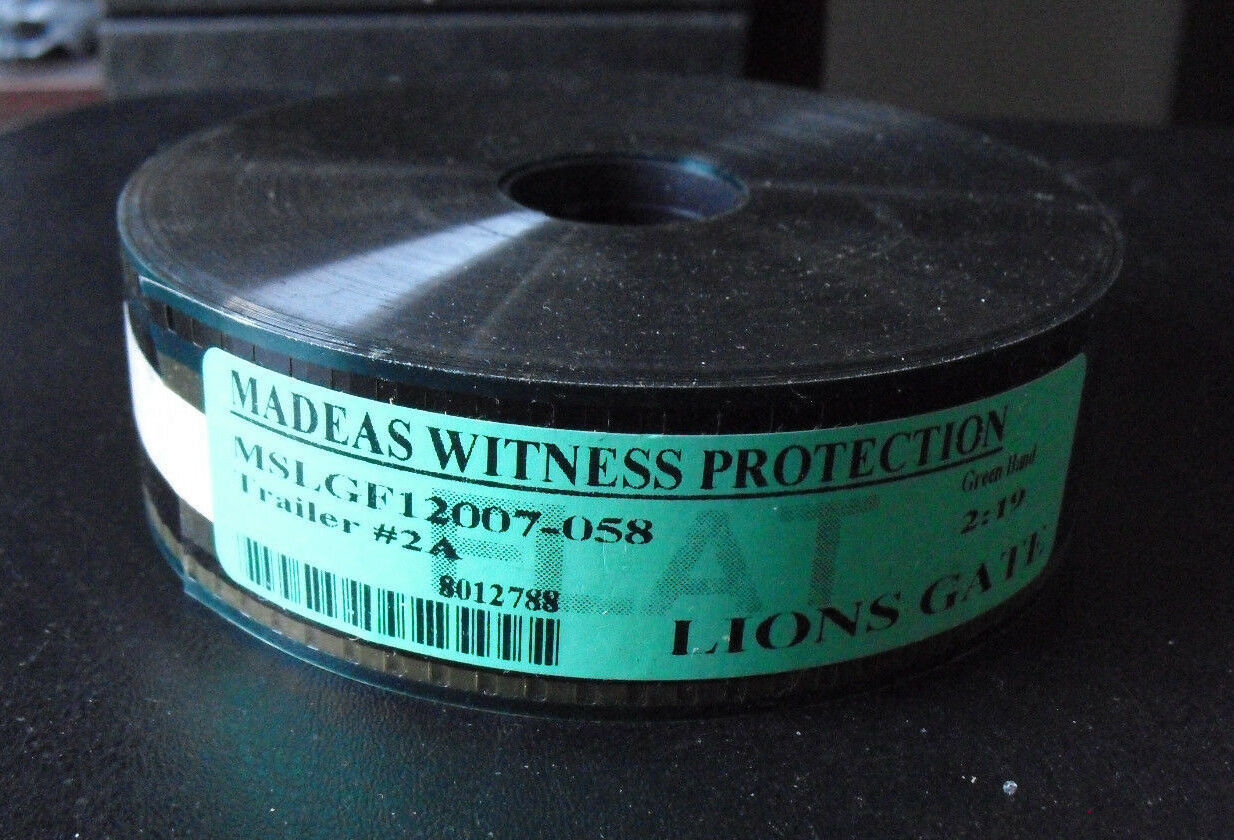 MADEAS WITNESS PROTECTION
MSLGF12007-058
Green Band
Trailer #2A
2:19
FLAT
8012788
LIONS GATE